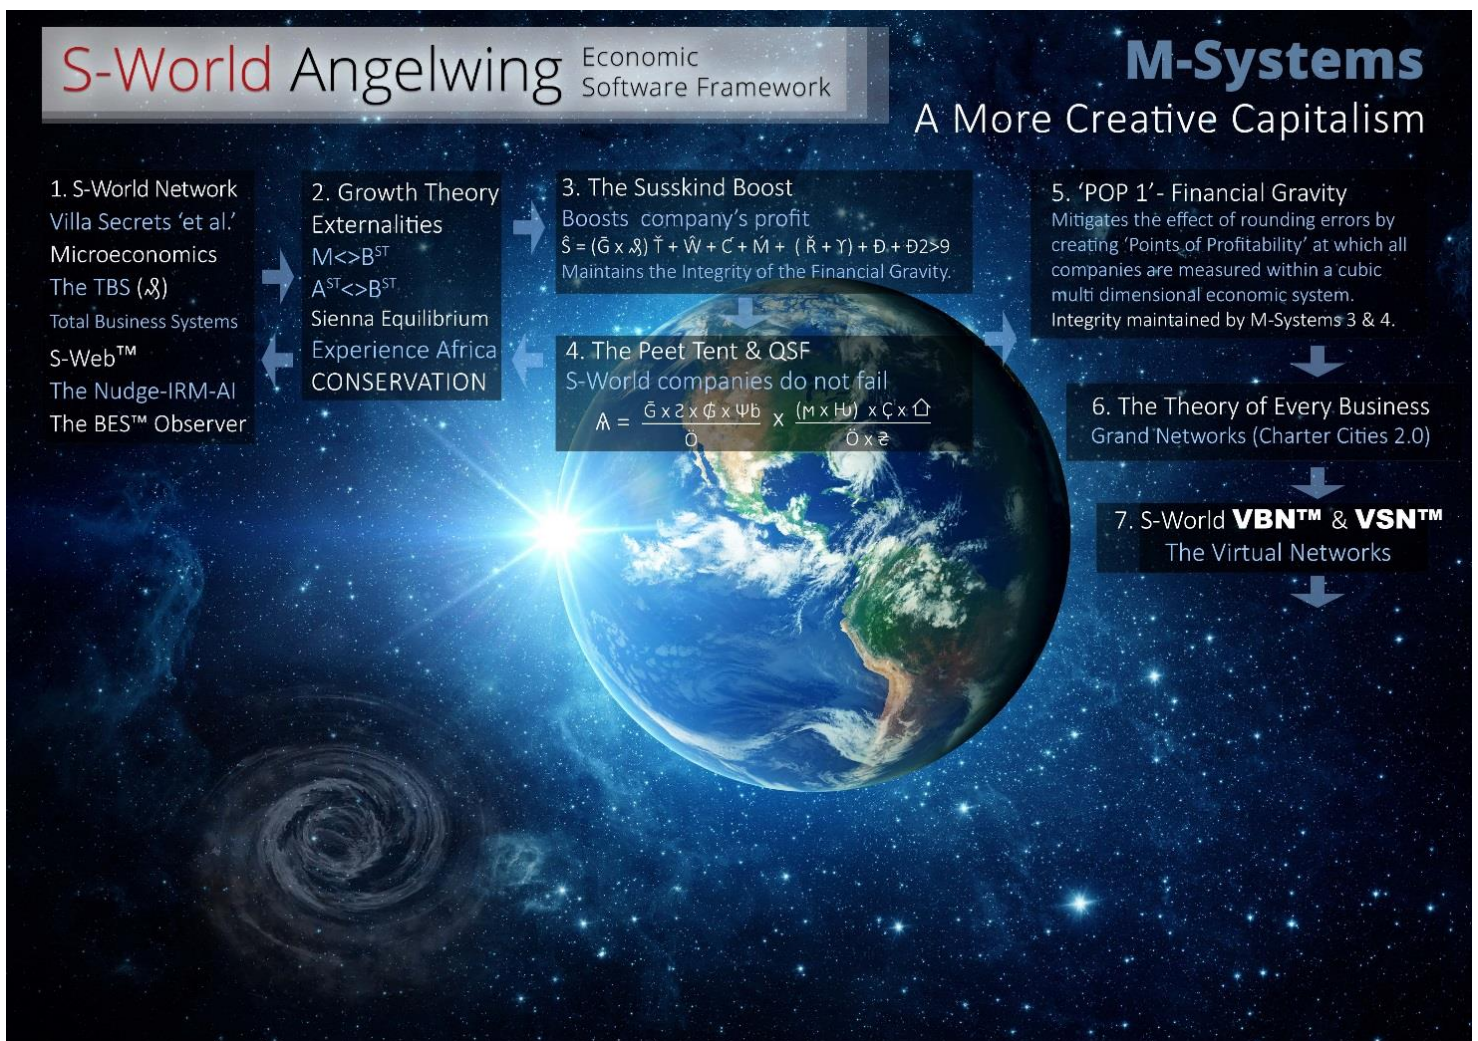 S-World Angelwing Economic
Software Framework
M-Systems
A More Creative Capitalism
1. S-World Network
Villa Secrets ‘et al.’
Microeconomics
The TBS (𝒮)
Total Business Systems
S-Web™
The Nudge-IRM-AI
The BES™ Observer
2. Growth Theory
Externalities
M<>Bˢᵀ
Aˢᵀ<>Bˢᵀ
Sienna Equilibrium
Experience Africa
CONSERVATION
3. The Susskind Boost
Boosts company’s profit
Maintains the Integrity of the Financial Gravity.
4. The Peet Tent & QSF
S-World companies do not fail
5. ‘POP 1’- Financial Gravity
Mitigates the effect of rounding errors by
creating ‘Points of Profitability’ at which all
companies are measured within a cubic
multi dimensional economic system.
Integrity maintained by M-Systems 3 & 4.
6. The Theory of Every Business
Grand Networks (Charter Cities 2.0)
7. S-World VBN™ & VSN™
The Virtual Networks